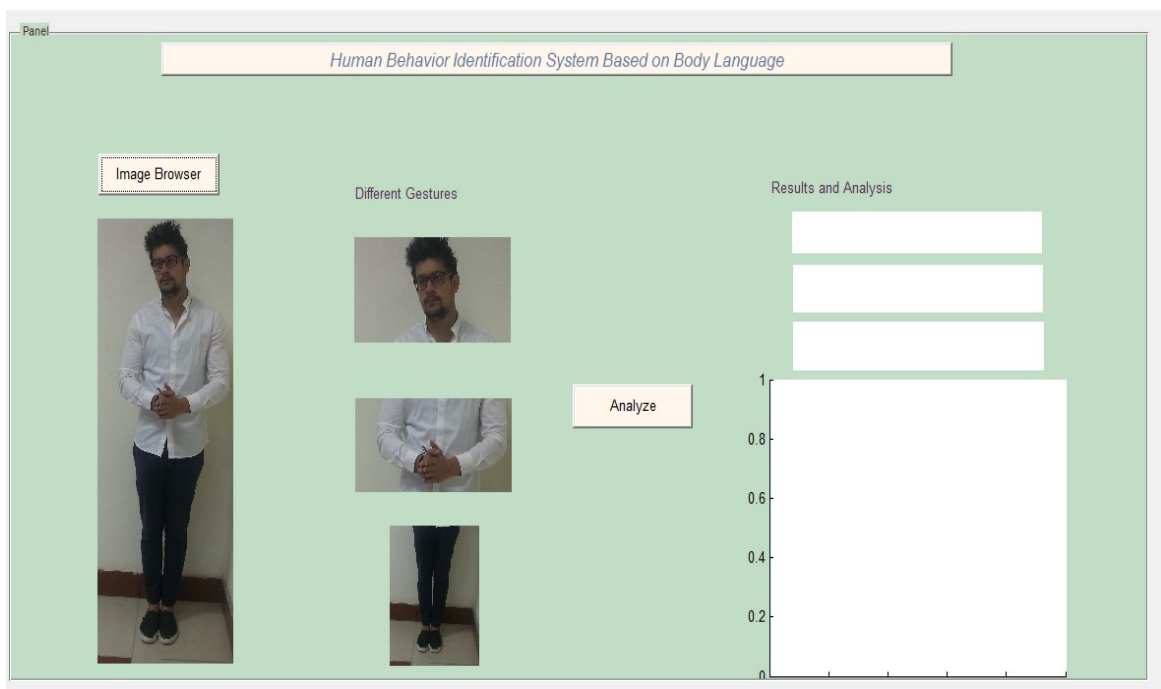 Panel
Human Behavior Identification System Based on Body Language
Image Browser
Different Gestures
Results and Analysis
Analyze
1
0.8
0.6
0.4
0.2
0